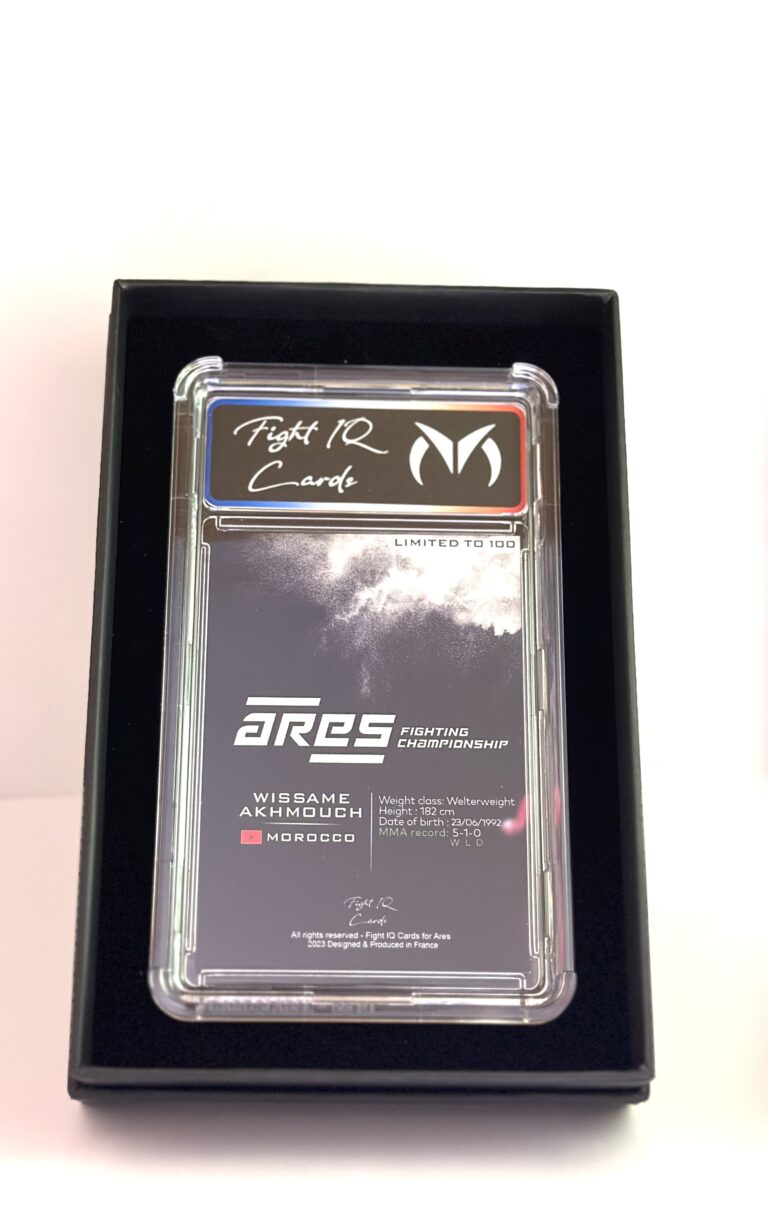 Fight IQ
Cards
LIMITED TO 100
ARES FIGHTING
CHAMPIONSHIP
WISSAME
AKHMOUCH
MOROCCO
Weight class: Welterweight
Height : 182 cm
Date of birth : 23/06/1992
MMA record: 5-1-0
W L D
Fight IQ
Cards
All rights reserved - Fight IQ Cards for Ares
2023 Designed & Produced in France